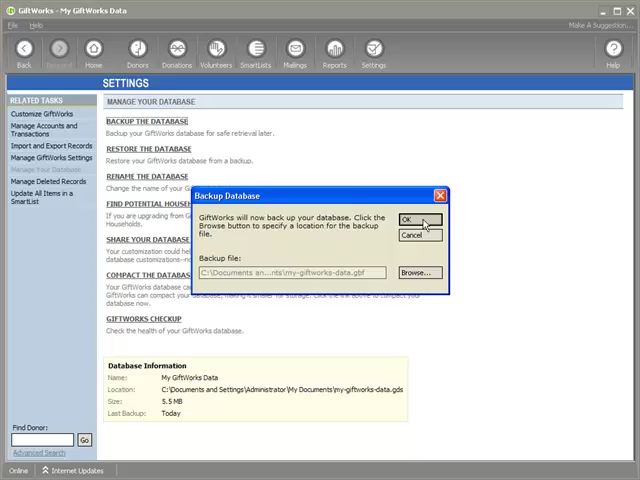 GiftWorks - My GiftWorks Data
File Help Make A Suggestion...
Back Forward Home Donors Donations Volunteers SmartLists Mailings Reports Settings Help
SETTINGS
RELATED TASKS
Customize GiftWorks
Manage Accounts and
Transactions
Import and Export Records
Manage GiftWorks Settings
Manage Your Database
Manage Deleted Records
Update All Items in a
SmartList
MANAGE YOUR DATABASE
BACKUP THE DATABASE
Backup your GiftWorks database for safe retrieval later.
RESTORE THE DATABASE
Restore your GiftWorks database from a backup.
RENAME THE DATABASE
Change the name of your
FIND POTENTIAL HOUSE
If you are upgrading from
Households.
SHARE YOUR DATABASE
Your customization could help
database customizations--no
COMPACT THE DATABASE
Your GiftWorks database can
GiftWorks can compact your database, making it smaller for storage. Click the link above to compact your
database now.
GIFTWORKS CHECKUP
Check the health of your GiftWorks database.
Backup Database
GiftWorks will now back up your database. Click the
Browse button to specify a location for the backup
file.
OK
Cancel
Backup file:
C:\Documents an...nts\my-giftworks-data.gbf
Browse...
Database Information
Name: My GiftWorks Data
Location: C:\Documents and Settings\Administrator\My Documents\my-giftworks-data.gds
Size: 5.5 MB
Last Backup: Today
Find Donor:
Go
Advanced Search
Online Internet Updates